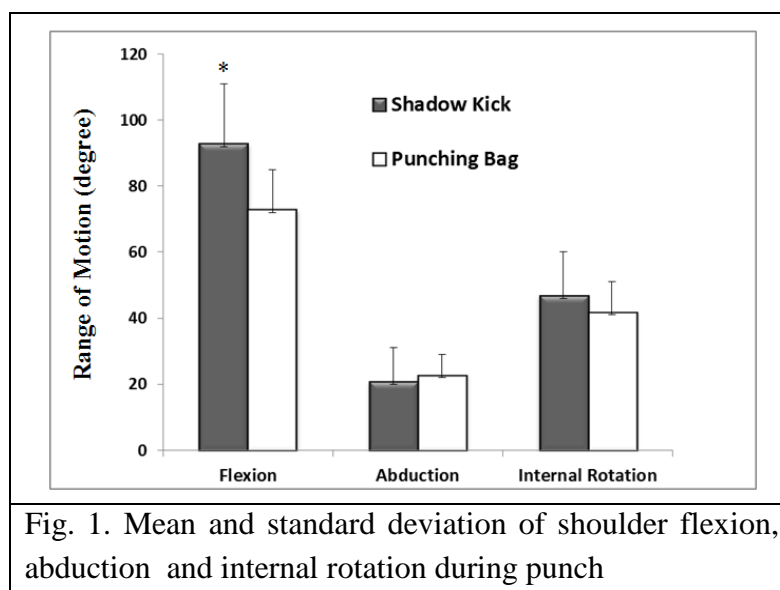 120
*
100
80
60
40
20
0
Range of Motion (degree)
Shadow Kick
Punching Bag
Flexion Abduction Internal Rotation
Fig. 1. Mean and standard deviation of shoulder flexion,
abduction and internal rotation during punch